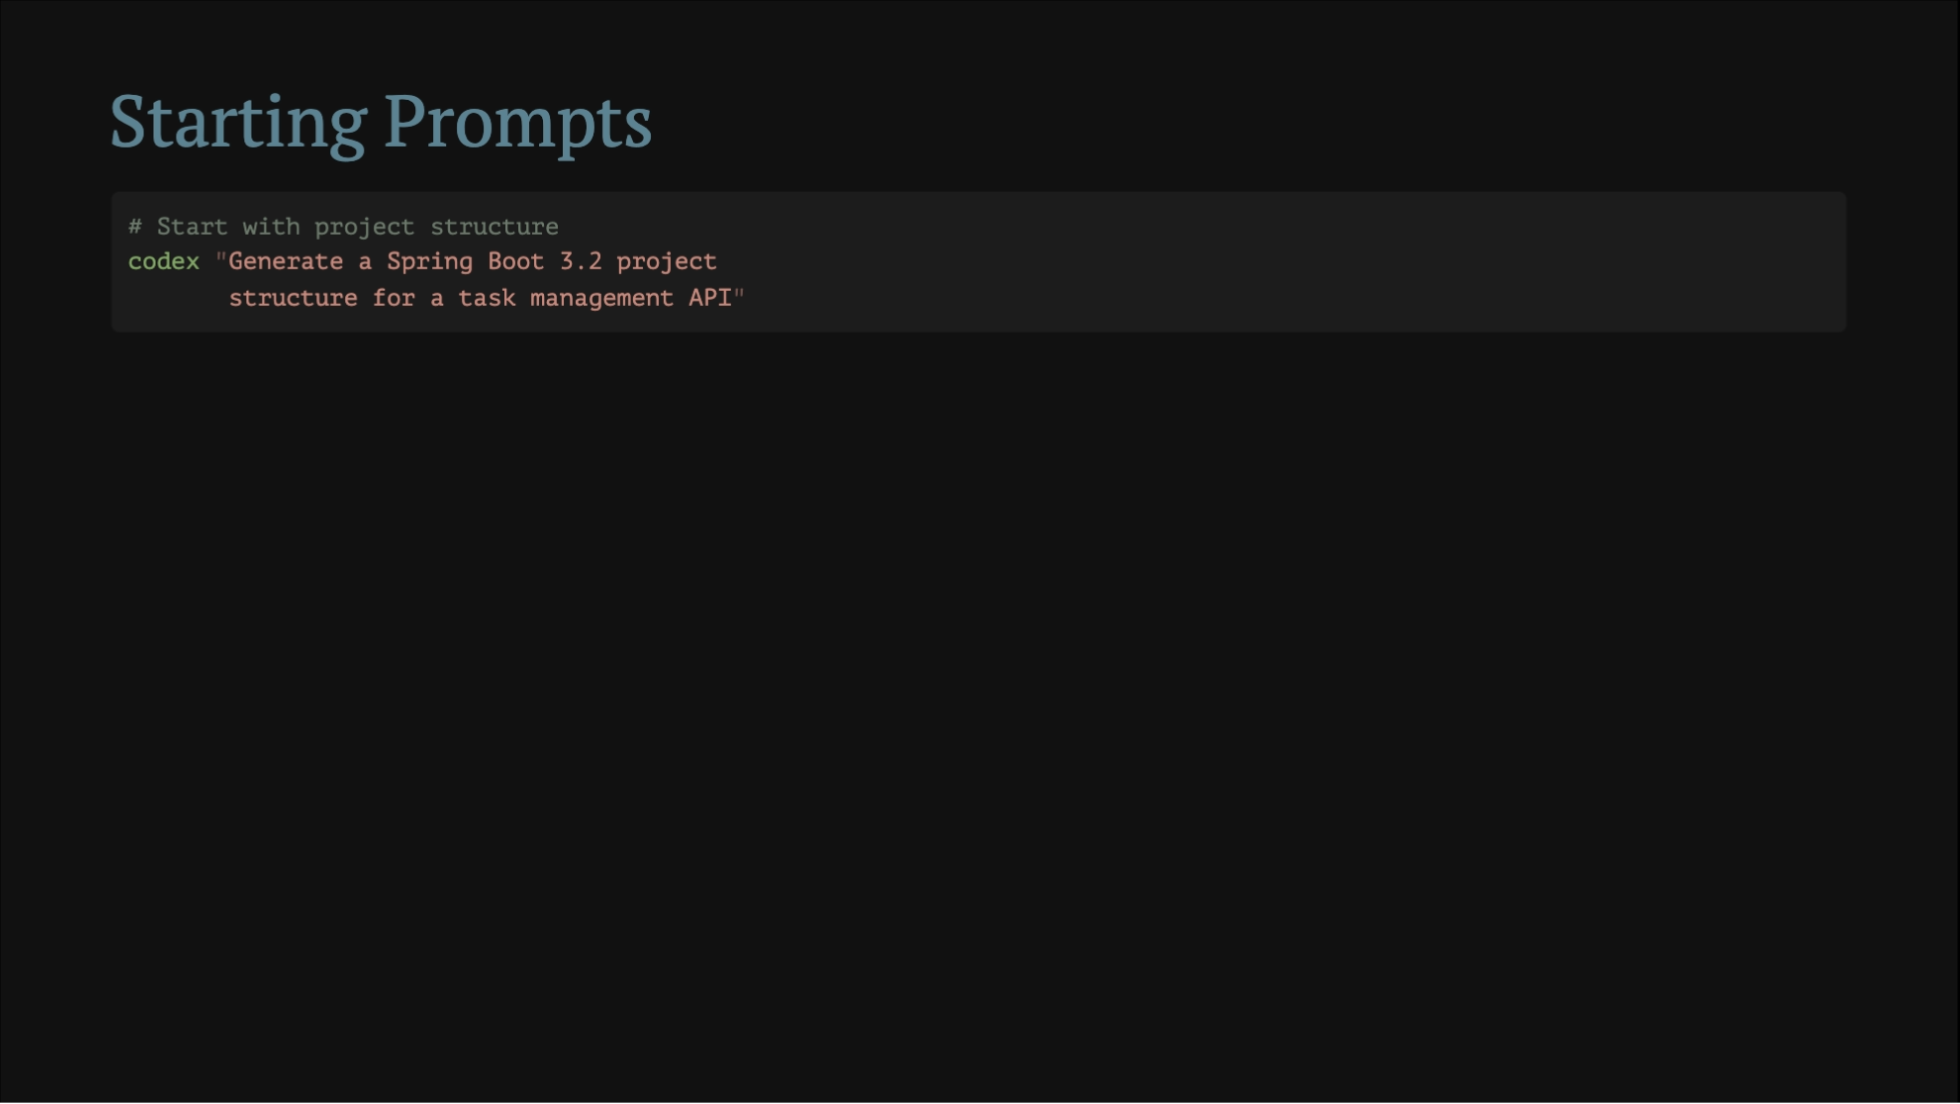 Starting Prompts
# Start with project structure
codex "Generate a Spring Boot 3.2 project
structure for a task management API"